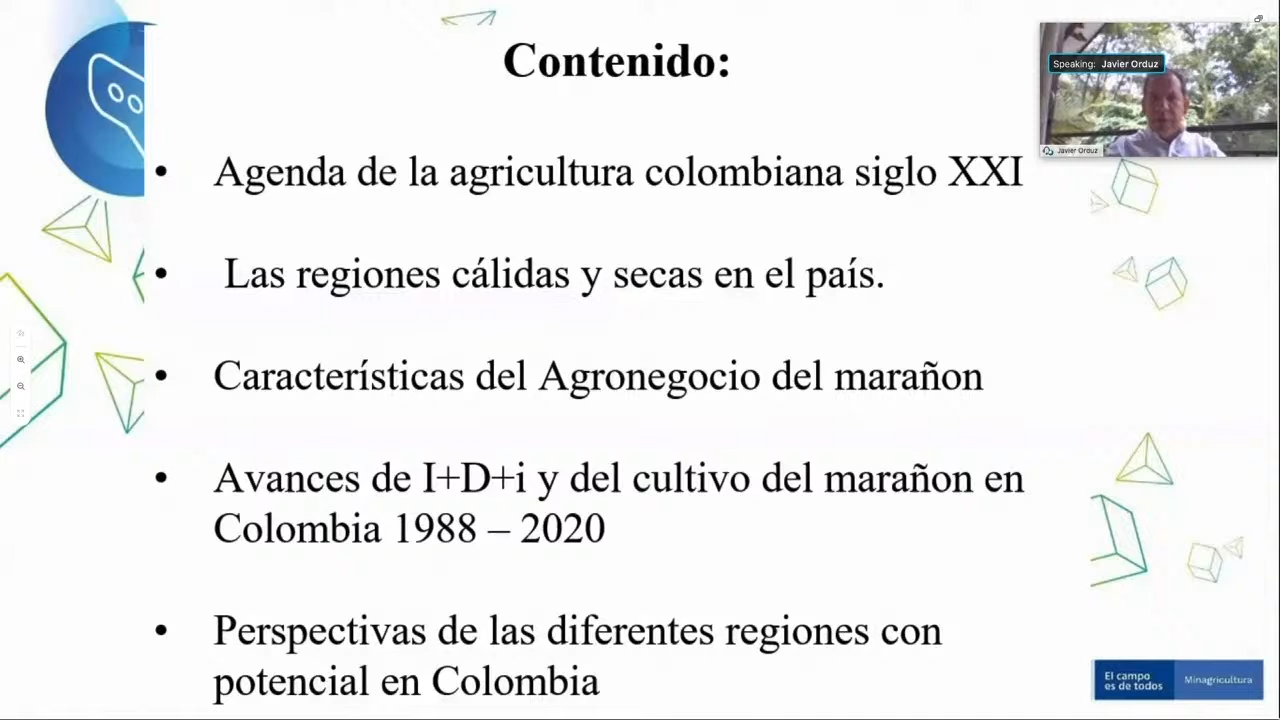 Contenido:
Speaking: Javier Orduz
Javier Orduz
• Agenda de la agricultura colombiana siglo XXI
• Las regiones cálidas y secas en el país.
• Características del Agronegocio del marañon
• Avances de I+D+i y del cultivo del marañon en
Colombia 1988 – 2020
• Perspectivas de las diferentes regiones con
potencial en Colombia
El campo
es de todos
Minagricultura